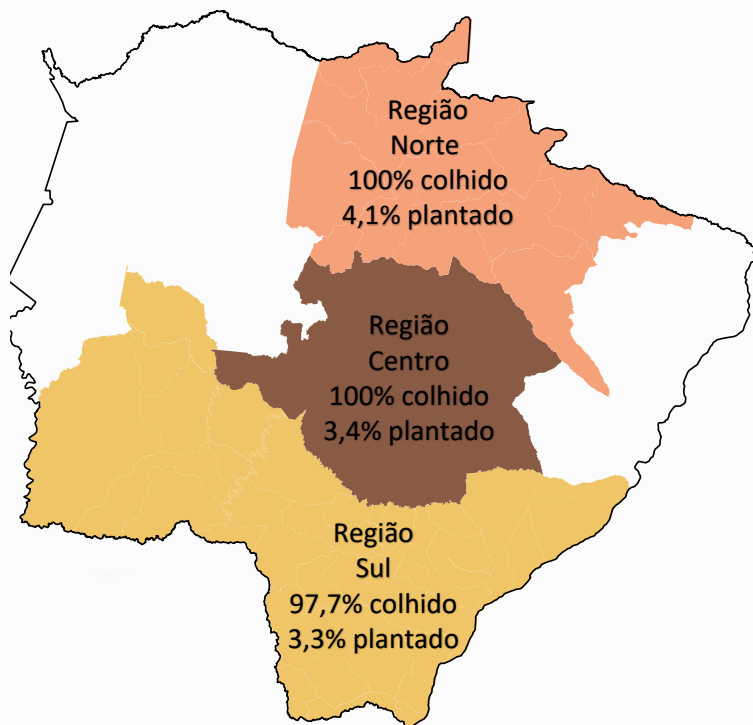 Região
Norte
100% colhido
4,1% plantado
Região
Centro
100% colhido
3,4% plantado
Região
Sul
97,7% colhido
3,3% plantado